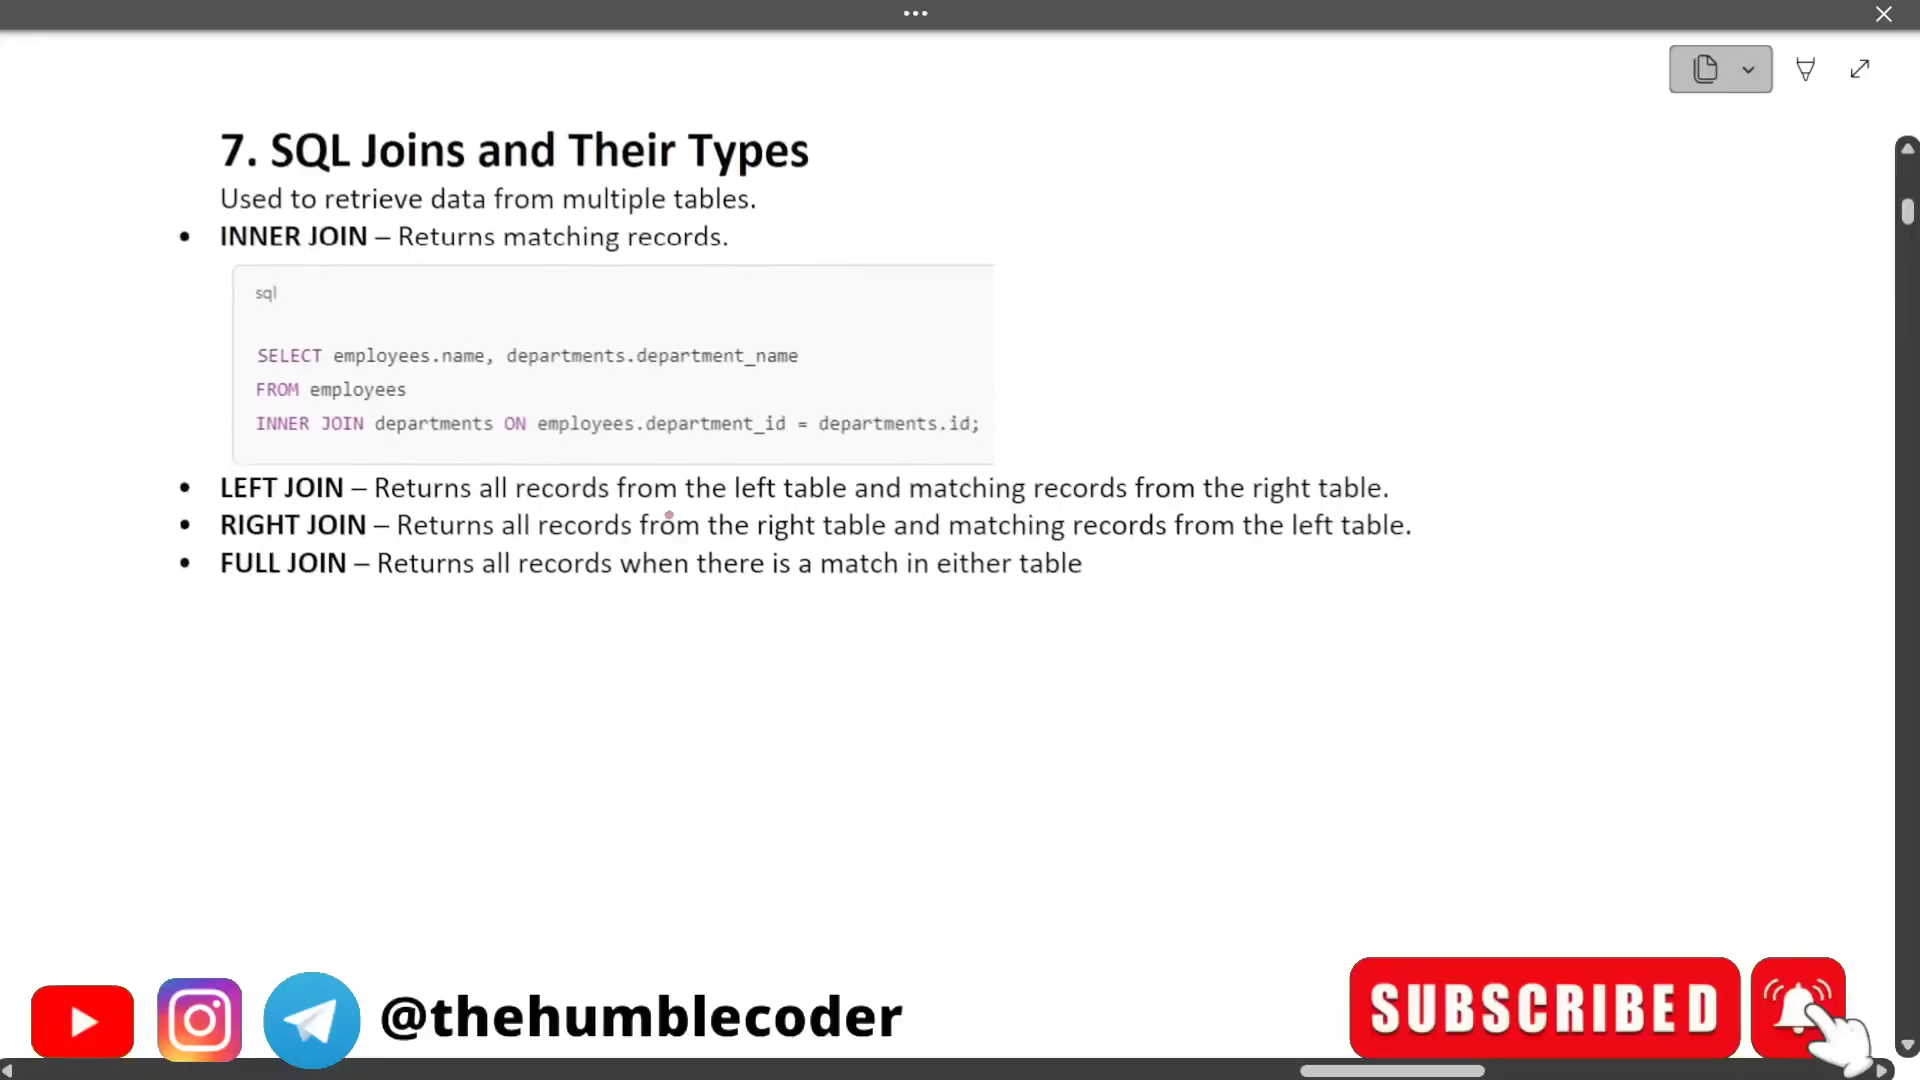 7. SQL Joins and Their Types
Used to retrieve data from multiple tables.
• INNER JOIN – Returns matching records.
sql
SELECT employees.name, departments.department_name
FROM employees
INNER JOIN departments ON employees.department_id = departments.id;
• LEFT JOIN – Returns all records from the left table and matching records from the right table.
• RIGHT JOIN – Returns all records from the right table and matching records from the left table.
• FULL JOIN – Returns all records when there is a match in either table
@thehumblecoder
SUBSCRIBED